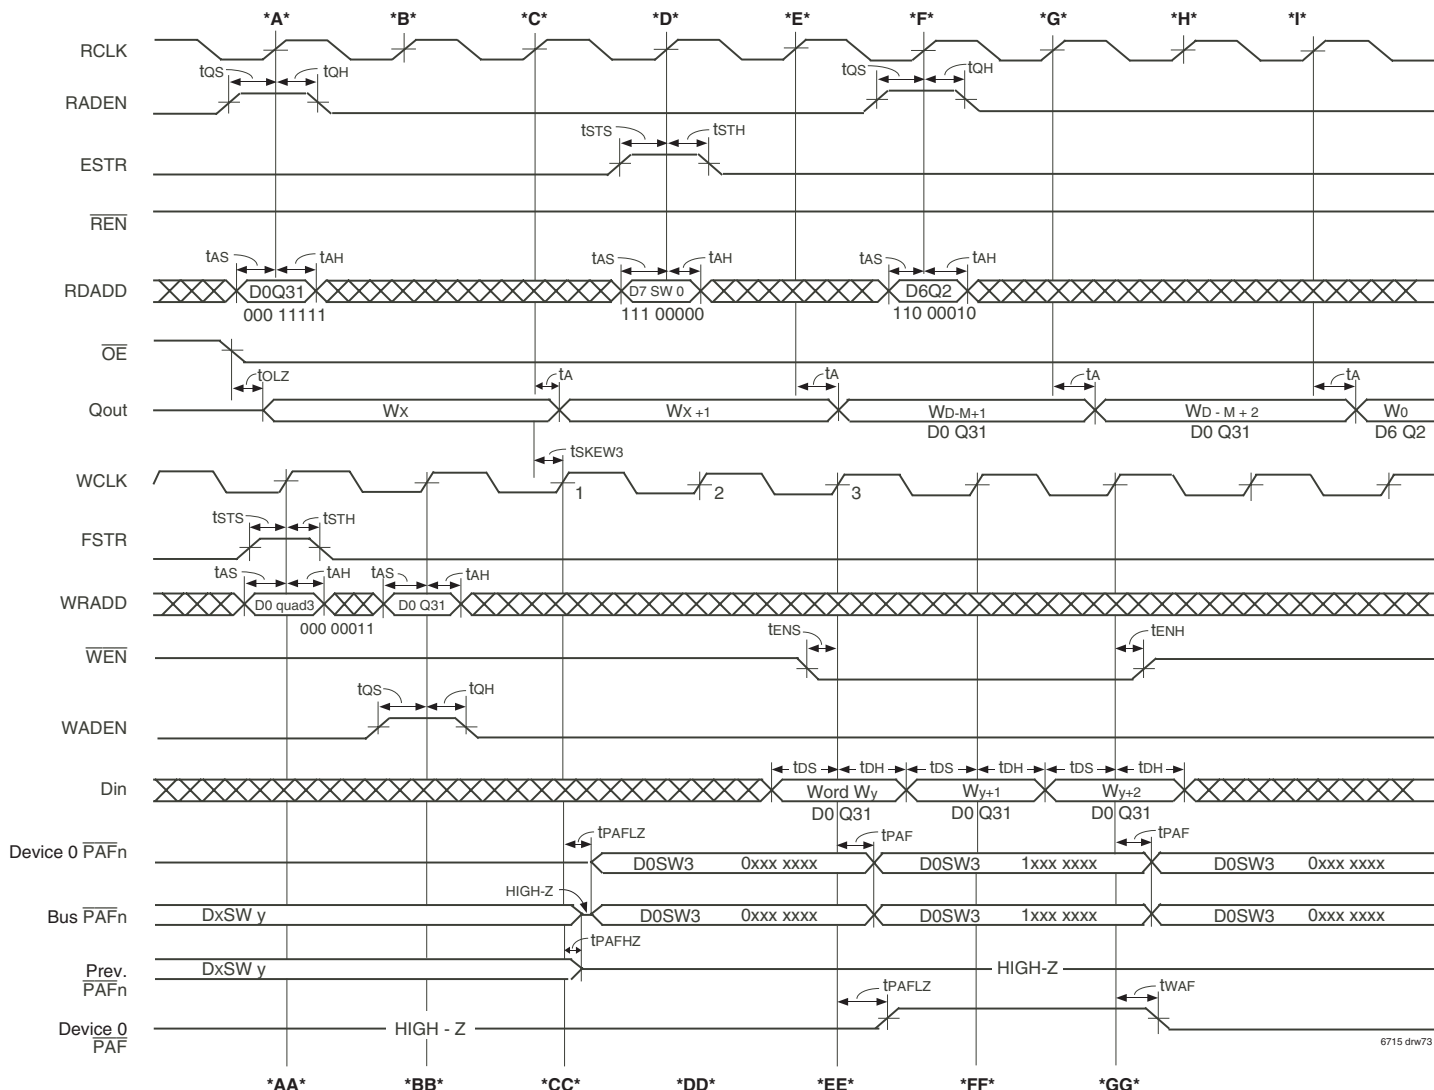 *A* *B* *C* *D* *E* *F* *G* *H* *I*
RCLK
tQS tQH tQS tQH
RADEN
tSTS tSTH
ESTR
REN
tAS tAH tAS tAH tAS tAH
RDADD D0Q31 D7 SW 0 D6Q2
000 11111 111 00000 110 00010
OE
tOLZ tA tA tA tA
Qout WX WX +1 WD-M+1 WD - M + 2 W0
D0 Q31 D0 Q31 D6 Q2
tSKEW3
WCLK 1 2 3
tSTS tSTH
FSTR
tAS tAH tAS tAH
WRADD D0 quad3 D0 Q31
000 00011
tENS tENH
WEN
tQS tQH
WADEN
tDS tDH tDS tDH tDS tDH
Din Word Wy Wy+1 Wy+2
D0 Q31 D0 Q31 D0 Q31
tPAFLZ tPAF tPAF
Device 0 PAFn D0SW3 0xxx xxxx D0SW3 1xxx xxxx D0SW3 0xxx xxxx
HIGH-Z
Bus PAFn DxSW y D0SW3 0xxx xxxx D0SW3 1xxx xxxx D0SW3 0xxx xxxx
tPAFHZ
Prev. DxSW y HIGH-Z
PAFn
tPAFLZ tWAF
Device 0 HIGH - Z
PAF
6715 drw73
*AA* *BB* *CC* *DD* *EE* *FF* *GG*